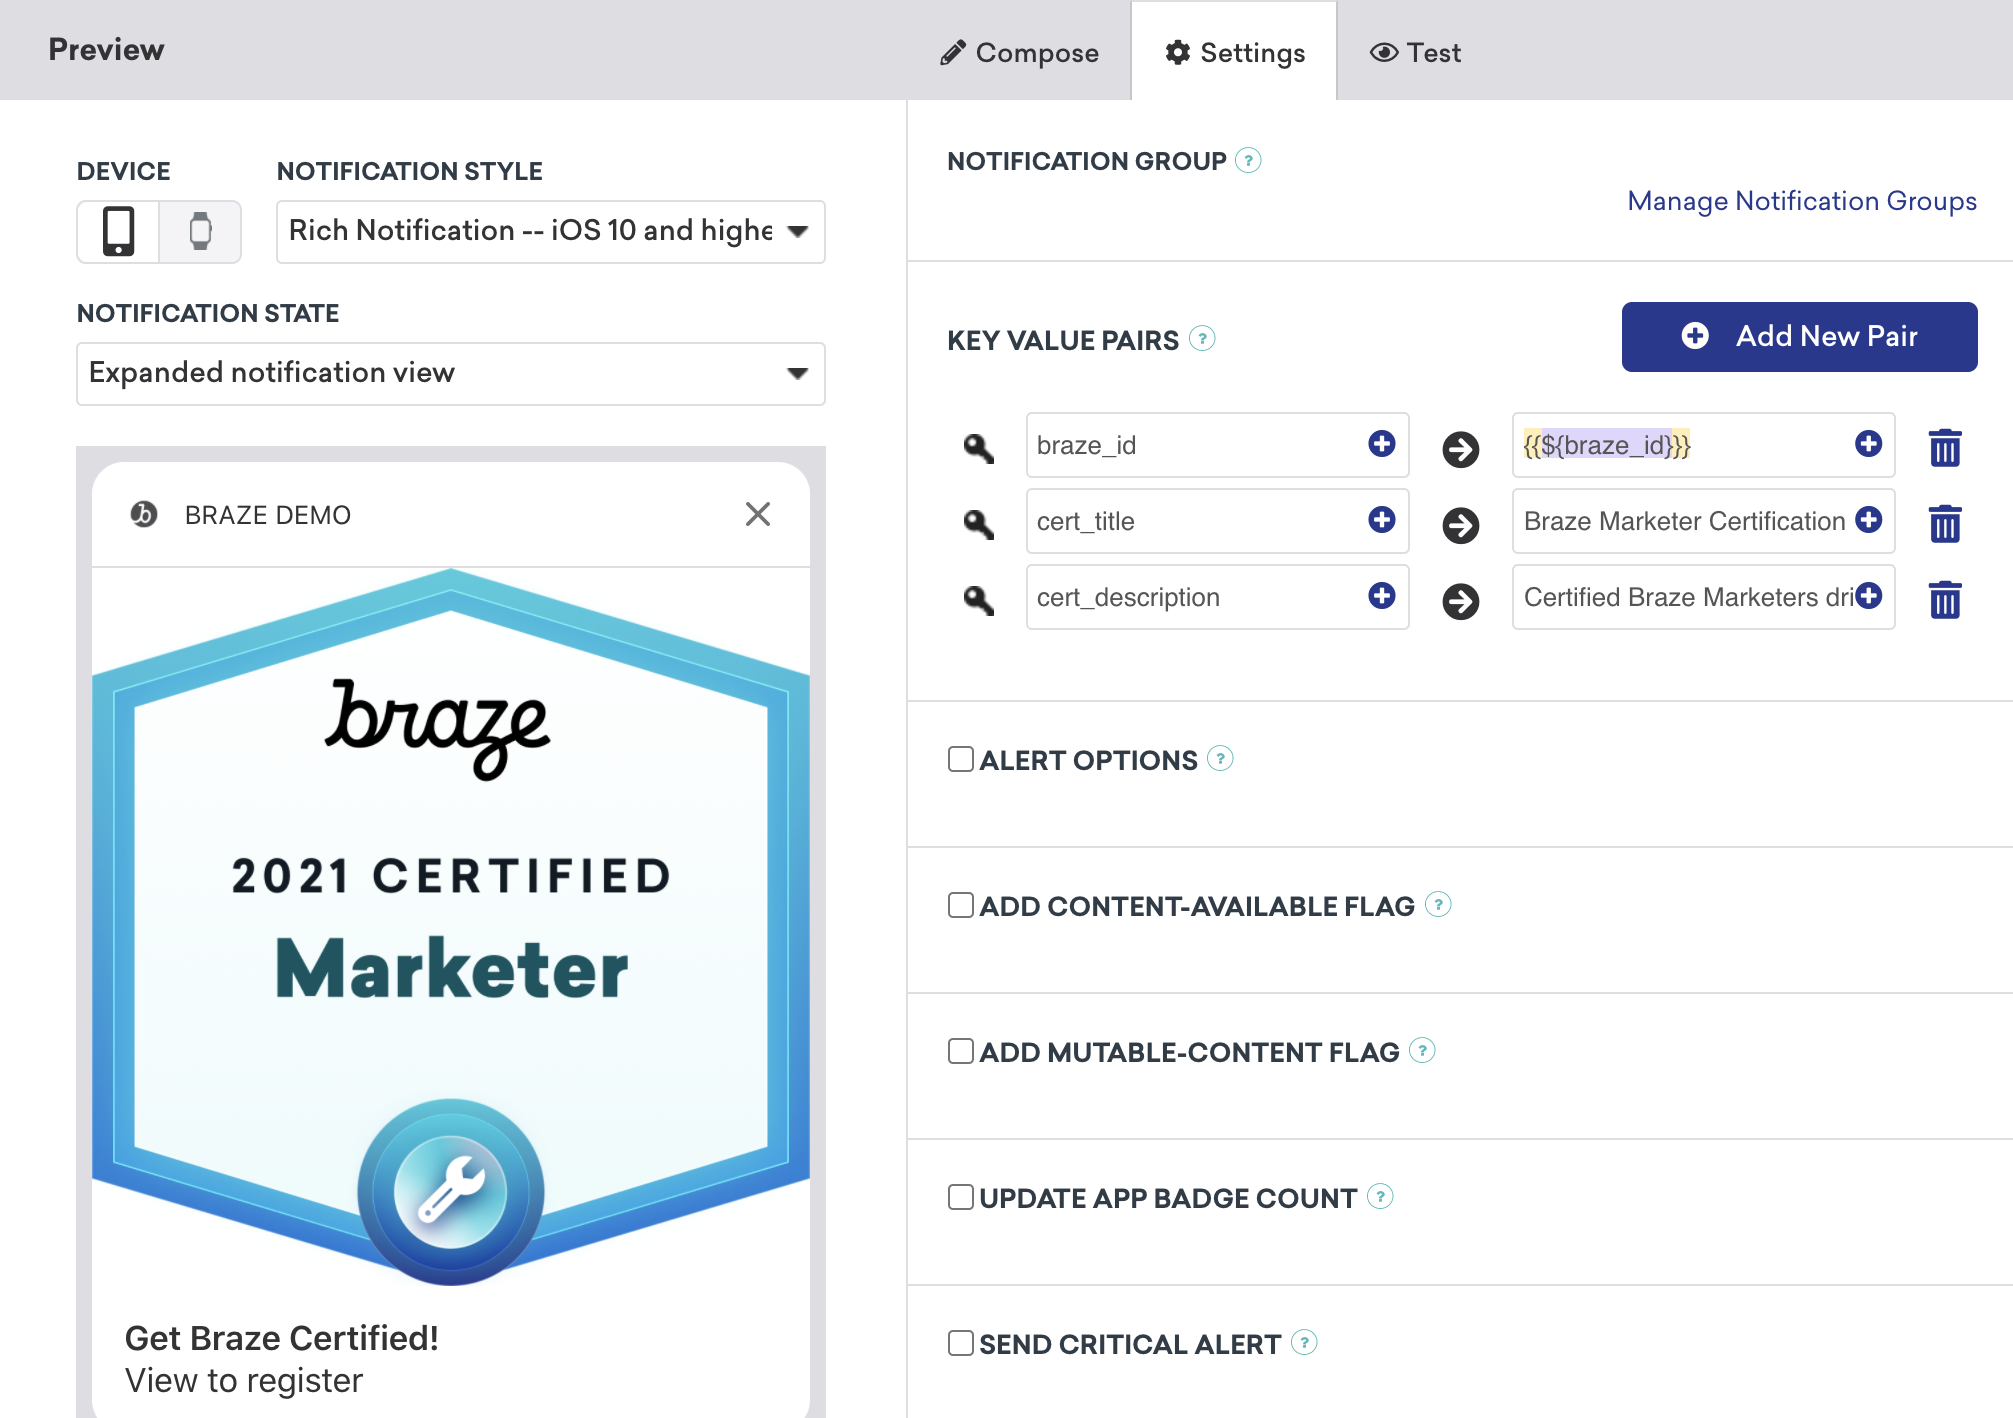 Preview
Compose
Settings
Test
DEVICE
NOTIFICATION STYLE
Rich Notification -- iOS 10 and highe
NOTIFICATION STATE
Expanded notification view
BRAZE DEMO
braze
2021 CERTIFIED
Marketer
Get Braze Certified!
View to register
NOTIFICATION GROUP ?
Manage Notification Groups
KEY VALUE PAIRS ?
Add New Pair
braze_id
{{${braze_id}}}
cert_title
Braze Marketer Certification
cert_description
Certified Braze Marketers dri
ALERT OPTIONS ?
ADD CONTENT-AVAILABLE FLAG ?
ADD MUTABLE-CONTENT FLAG ?
UPDATE APP BADGE COUNT ?
SEND CRITICAL ALERT ?